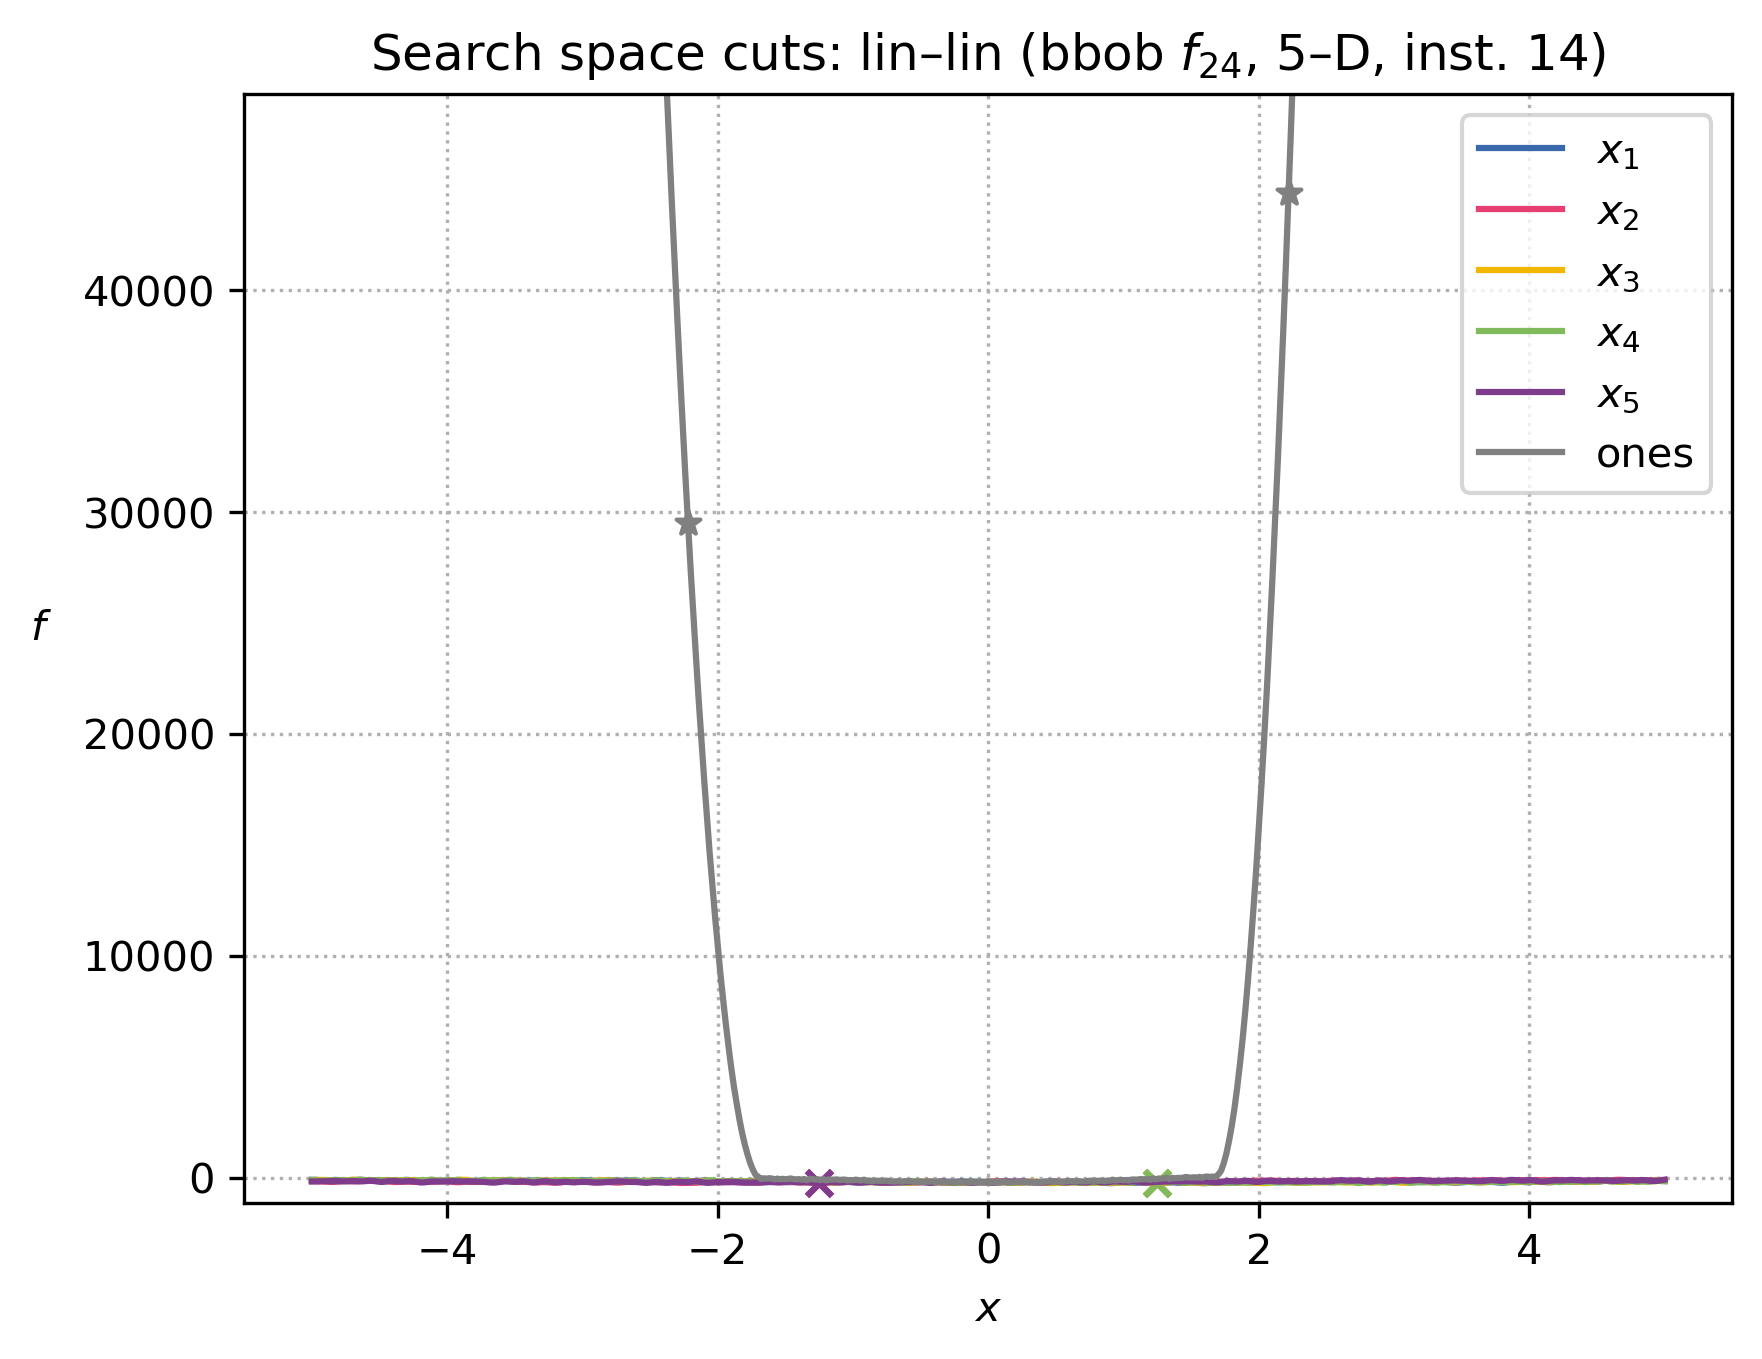 Search space cuts: lin–lin (bbob f₂₄, 5–D, inst. 14)
x₁
x₂
x₃
x₄
x₅
ones
40000
30000
20000
10000
0
f
−4
−2
0
2
4
x